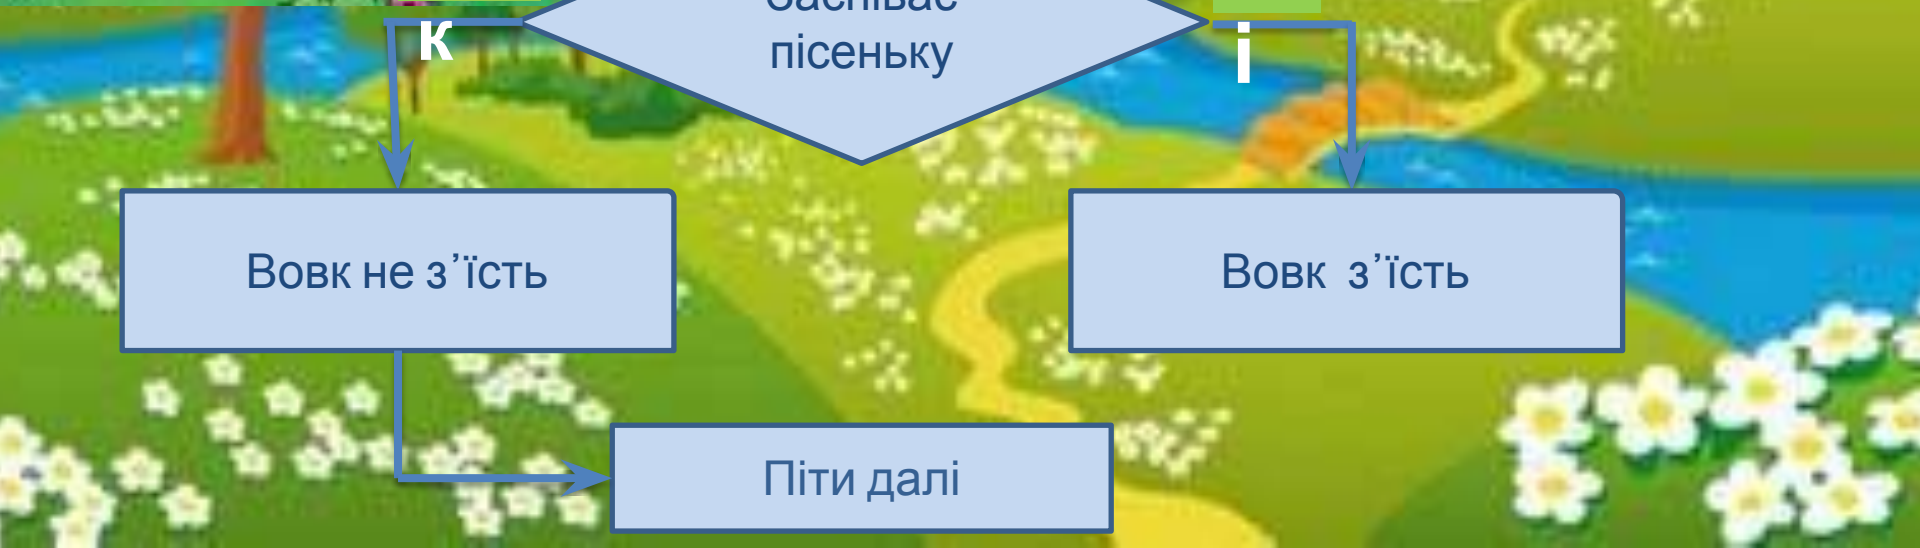 пісеньку
к
і
Вовк не з’їсть
Вовк з’їсть
Піти далі